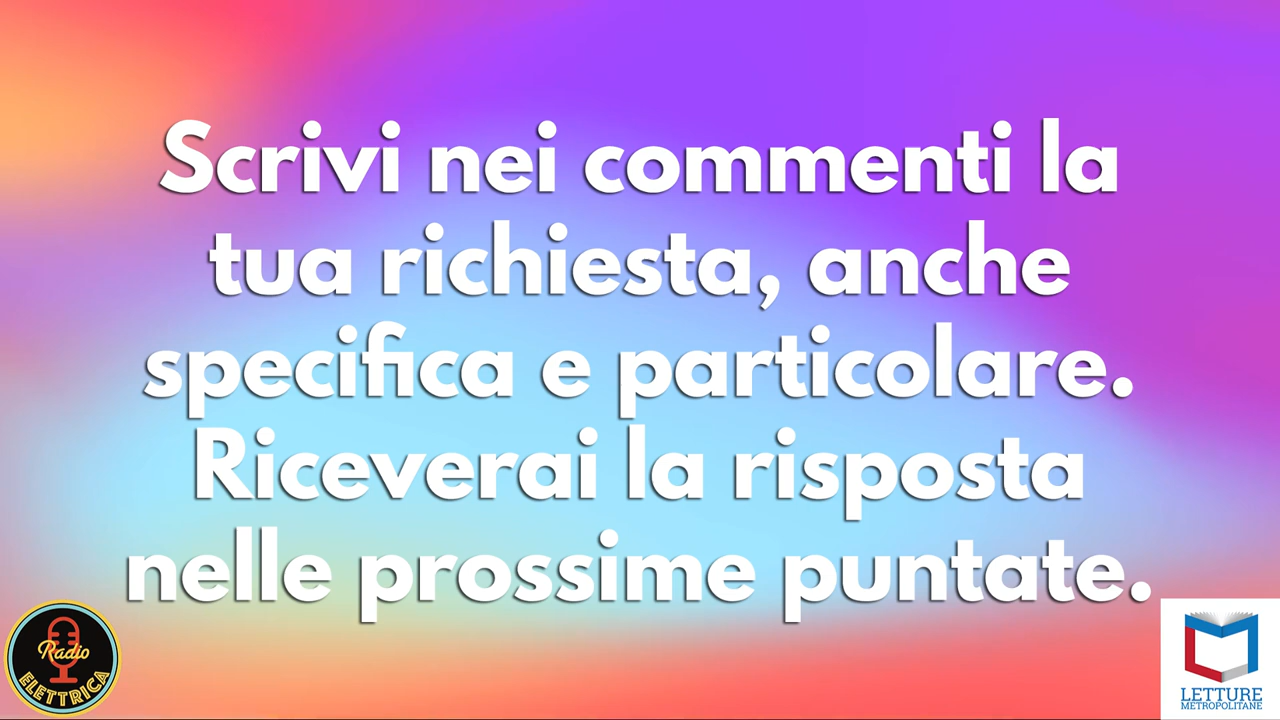 Scrivi nei commenti la
tua richiesta, anche
specifica e particolare.
Riceverai la risposta
nelle prossime puntate.
Radio
ELETTRICA
LETTURE
METROPOLITANE